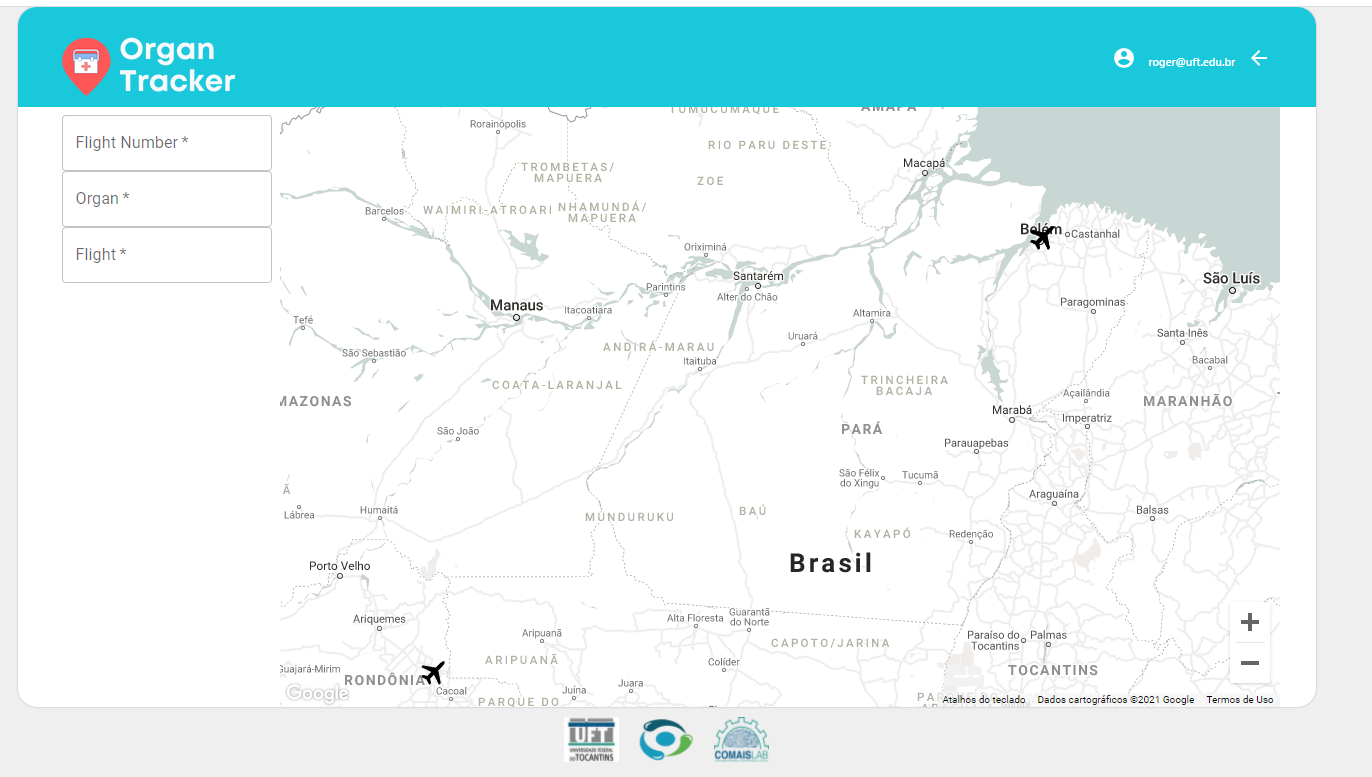 Organ
Tracker
roger@uft.edu.br
Flight Number *
Organ *
Flight *
TUMUCUMAQUE
AMAPÁ
Rorainópolis
RIO PARU DESTE
Macapá
TROMBETAS/
MAPUERA
ZOE
Barcelos
WAIMIRI-ATROARI
NHAMUNDÁ/
MAPUERA
Belém
Castanhal
Oriximiná
Santarém
São Luís
Parintins
Alter do Chão
Manaus
Itacoatiara
Paragominas
Tefé
Altamira
Uruará
Santa Inês
São Sebastião
ANDIRÁ-MARAU
Itaituba
Bacabal
COATA-LARANJAL
TRINCHEIRA
BACAJA
Açailândia
MAZONAS
MARANHÃO
Marabá
Imperatriz
São João
PARÁ
Parauapebas
São Félix
do Xingu
Tucumã
Ã
Araguaína
Lábrea
Humaitá
MUNDURUKU
BAÚ
Balsas
KAYAPÓ
Redenção
Brasil
Porto Velho
Ariquemes
Alta Floresta
Guarantã
do Norte
Aripuanã
CAPOTO/JARINA
Paraíso do
Tocantins
Palmas
ARIPUANÃ
Colíder
Guajará-Mirim
RONDÔNIA
TOCANTINS
Juína
Juara
Cacoal
PARQUE DO
Google
Atalhos do teclado
Dados cartográficos ©2021 Google
Termos de Uso
UFT
UNIVERSIDADE FEDERAL
DO TOCANTINS
COMAISLAB